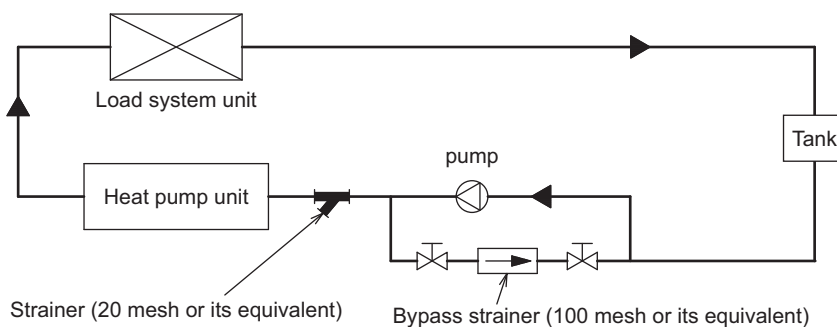 Load system unit
Tank
pump
Heat pump unit
Strainer (20 mesh or its equivalent)
Bypass strainer (100 mesh or its equivalent)